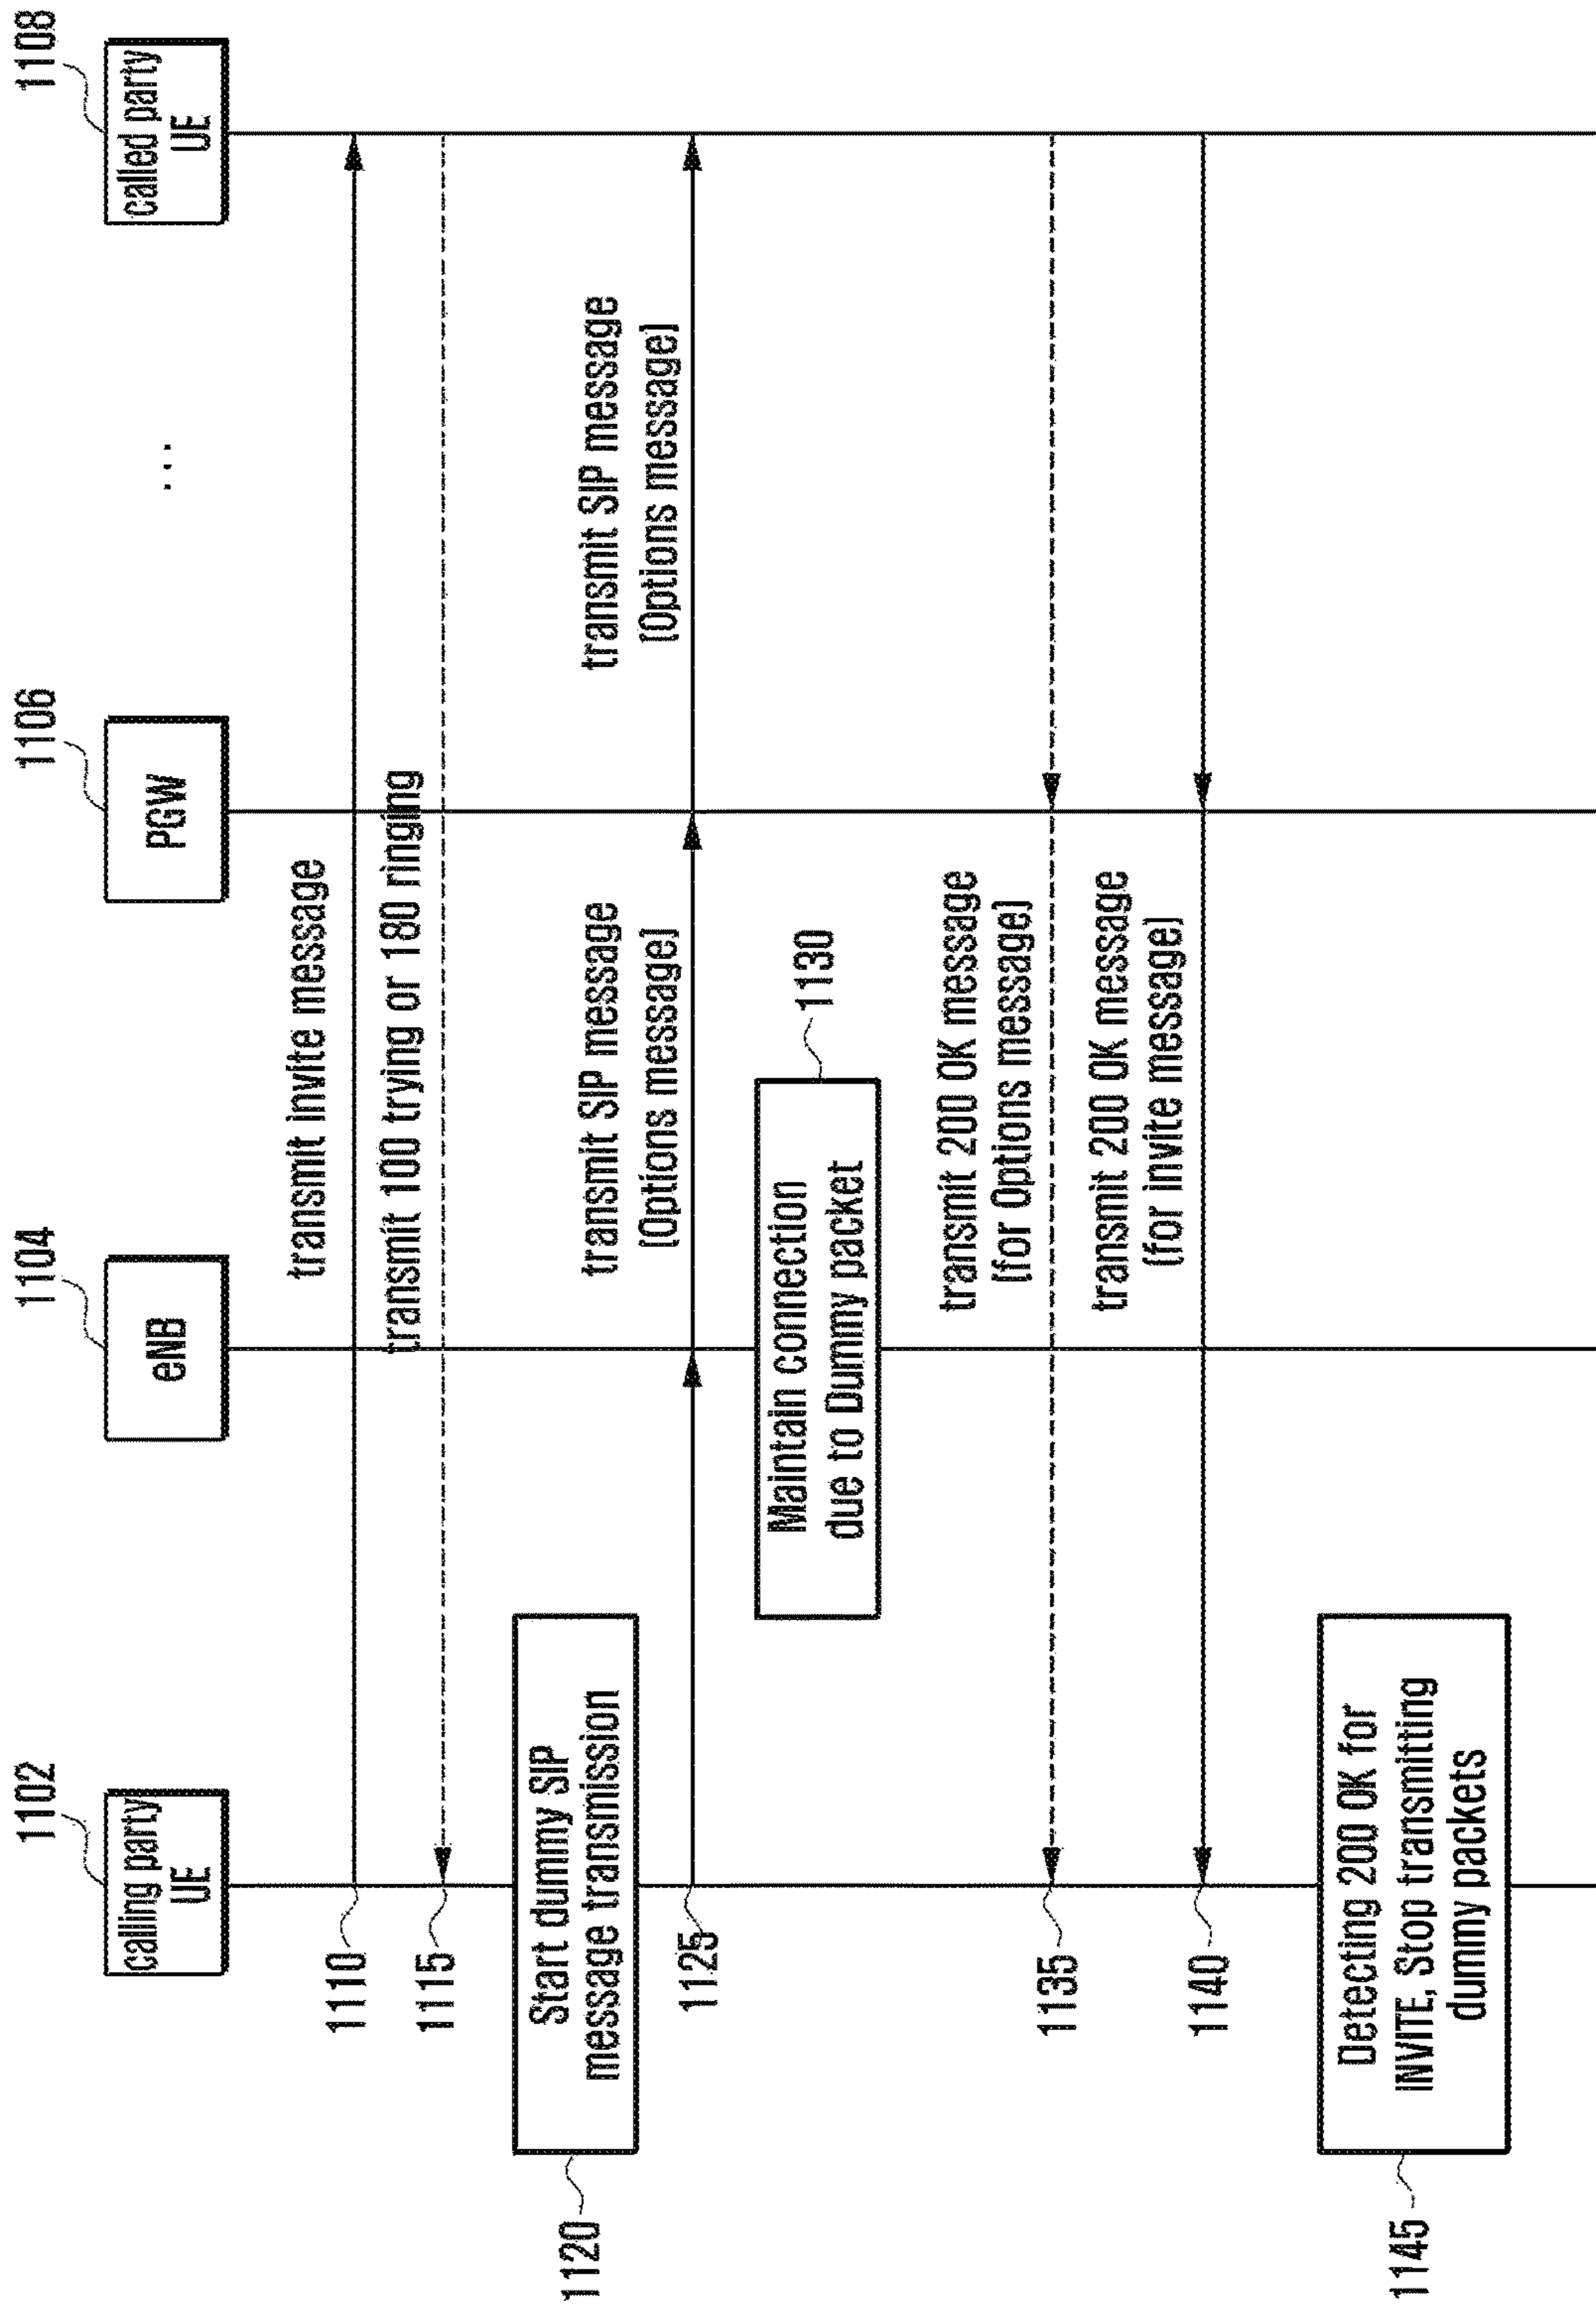 1102
calling party
UE
1104
eNB
1106
PGW
...
1108
called party
UE
1110
transmit invite message
1115
transmit 100 trying or 180 ringing
1120
Start dummy SIP
message transmission
1125
transmit SIP message
(Options message)
transmit SIP message
(Options message)
Maintain connection
due to Dummy packet
1130
1135
transmit 200 OK message
(for Options message)
1140
transmit 200 OK message
(for invite message)
1145
Detecting 200 OK for
INVITE, Stop transmitting
dummy packets